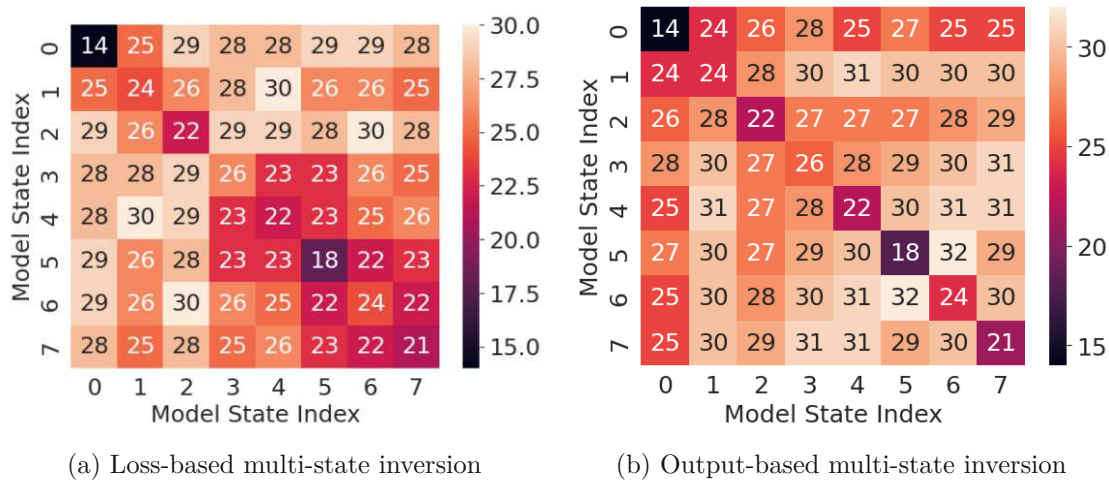 0 14 25 29 28 28 29 29 28
1 25 24 26 28 30 26 26 25
2 29 26 22 29 29 28 30 28
3 28 28 29 26 23 23 26 25
4 28 30 29 23 22 23 25 26
5 29 26 28 23 23 18 22 23
6 29 26 30 26 25 22 24 22
7 28 25 28 25 26 23 22 21
0 1 2 3 4 5 6 7
Model State Index
Model State Index
30.0
27.5
25.0
22.5
20.0
17.5
15.0
(a) Loss-based multi-state inversion
0 14 24 26 28 25 27 25 25
1 24 24 28 30 31 30 30 30
2 26 28 22 27 27 27 28 29
3 28 30 27 26 28 29 30 31
4 25 31 27 28 22 30 31 31
5 27 30 27 29 30 18 32 29
6 25 30 28 30 31 32 24 30
7 25 30 29 31 31 29 30 21
0 1 2 3 4 5 6 7
Model State Index
Model State Index
30
25
20
15
(b) Output-based multi-state inversion